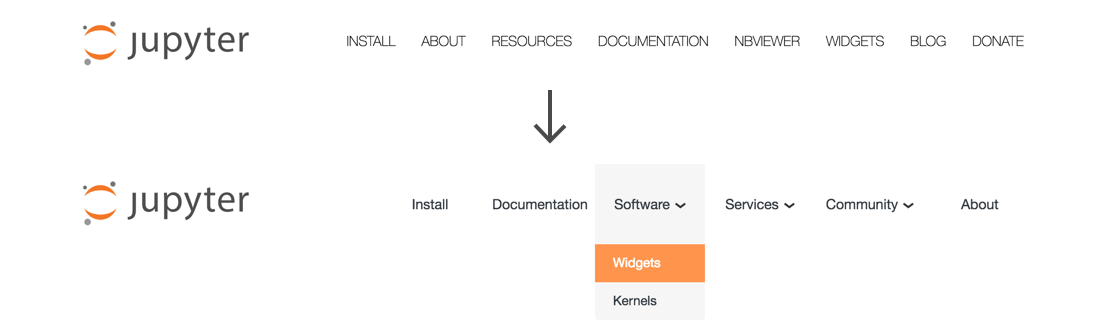 jupyter INSTALL ABOUT RESOURCES DOCUMENTATION NBVIEWER WIDGETS BLOG DONATE
jupyter Install Documentation Software Services Community About
Widgets
Kernels